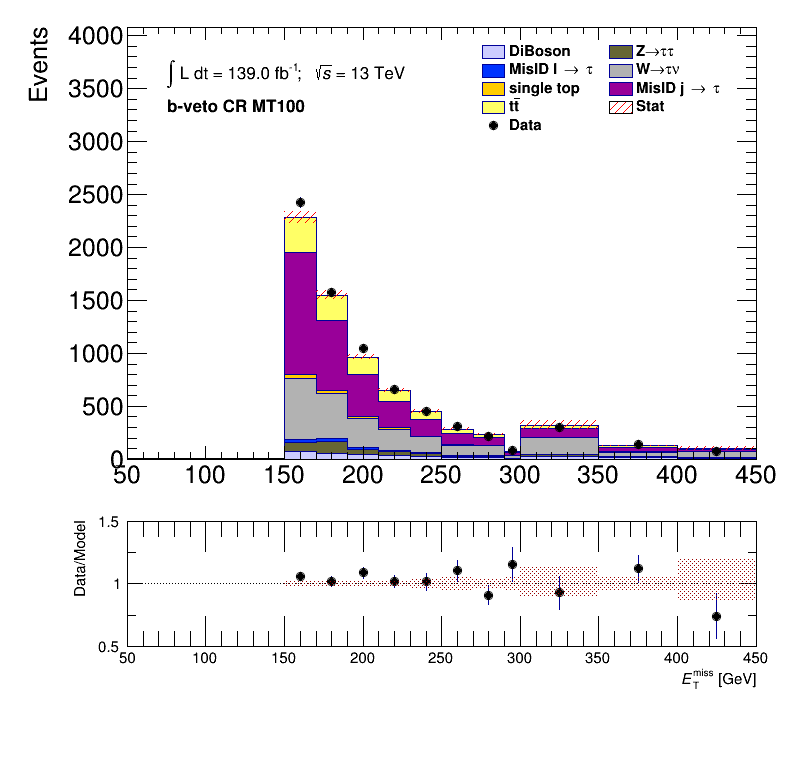 Events
4000
3500
3000
2500
2000
1500
1000
500
0
∫ L dt = 139.0 fb⁻¹; √s = 13 TeV
b-veto CR MT100
DiBoson
MisID l → τ
single top
tt̄
Data
Z→ττ
W→τν
MisID j → τ
Stat
50 100 150 200 250 300 350 400 450
Data/Model
1.5
1
0.5
50 100 150 200 250 300 350 400 450
E_T^miss [GeV]